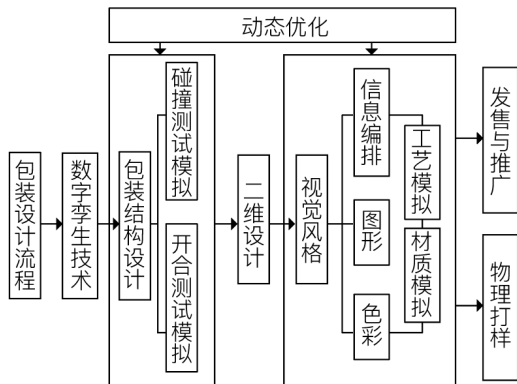 动态优化
包装设计流程
数字孪生技术
包装结构设计
碰撞测试模拟
开合测试模拟
二维设计
视觉风格
信息编排
图形
色彩
工艺模拟
材质模拟
发售与推广
物理打样